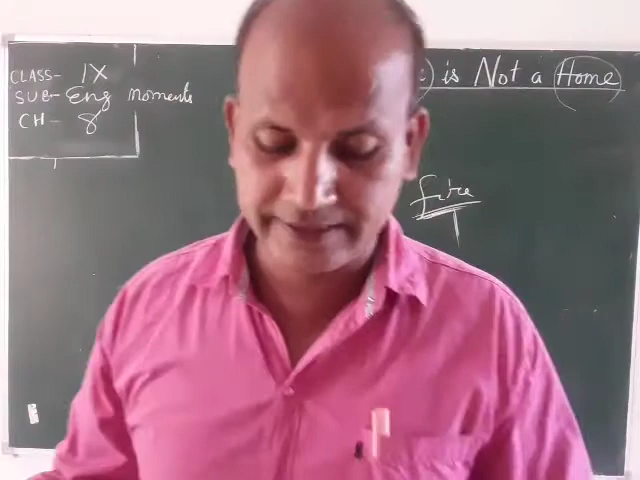 CLASS- IX
SUB- Eng moments
CH- 8
is Not a Home
fire